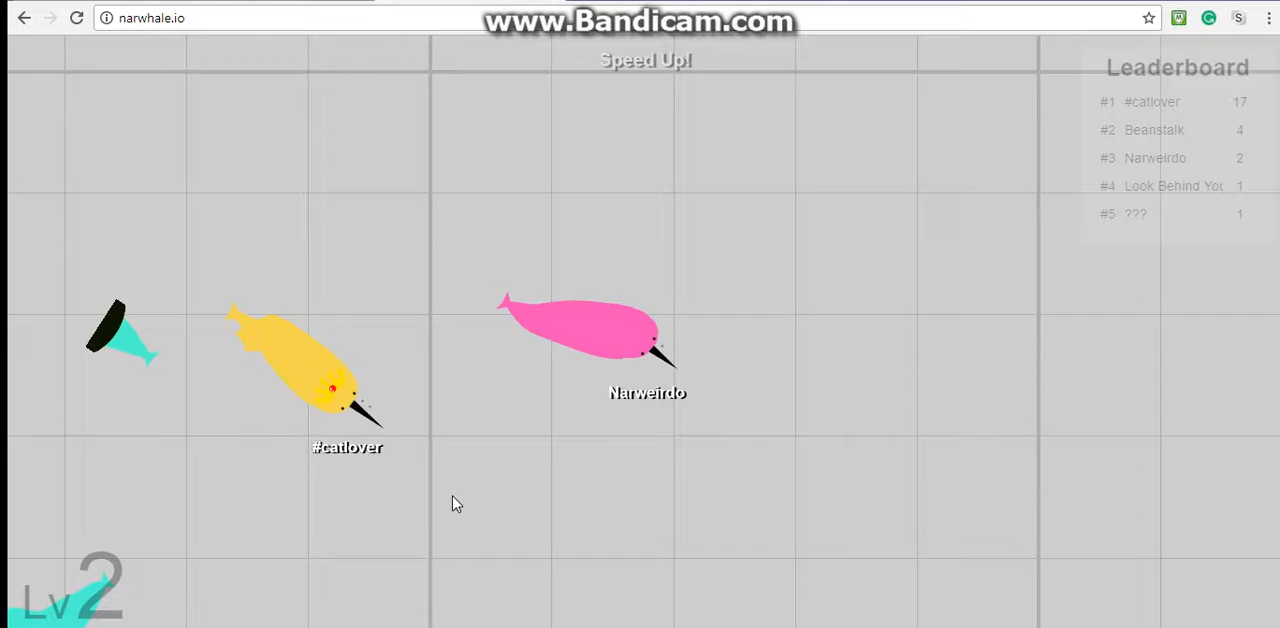 narwhale.io
www.Bandicam.com
Speed Up!
Leaderboard
#1 #catlover 17
#2 Beanstalk 4
#3 Narweirdo 2
#4 Look Behind You 1
#5 ??? 1
Narweirdo
#catlover
Lv2